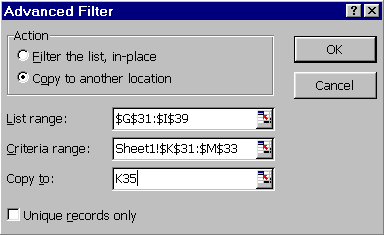 Advanced Filter
Action
Filter the list, in-place
Copy to another location
OK
Cancel
List range: $G$31:$I$39
Criteria range: Sheet1!$K$31:$M$33
Copy to: K35
Unique records only